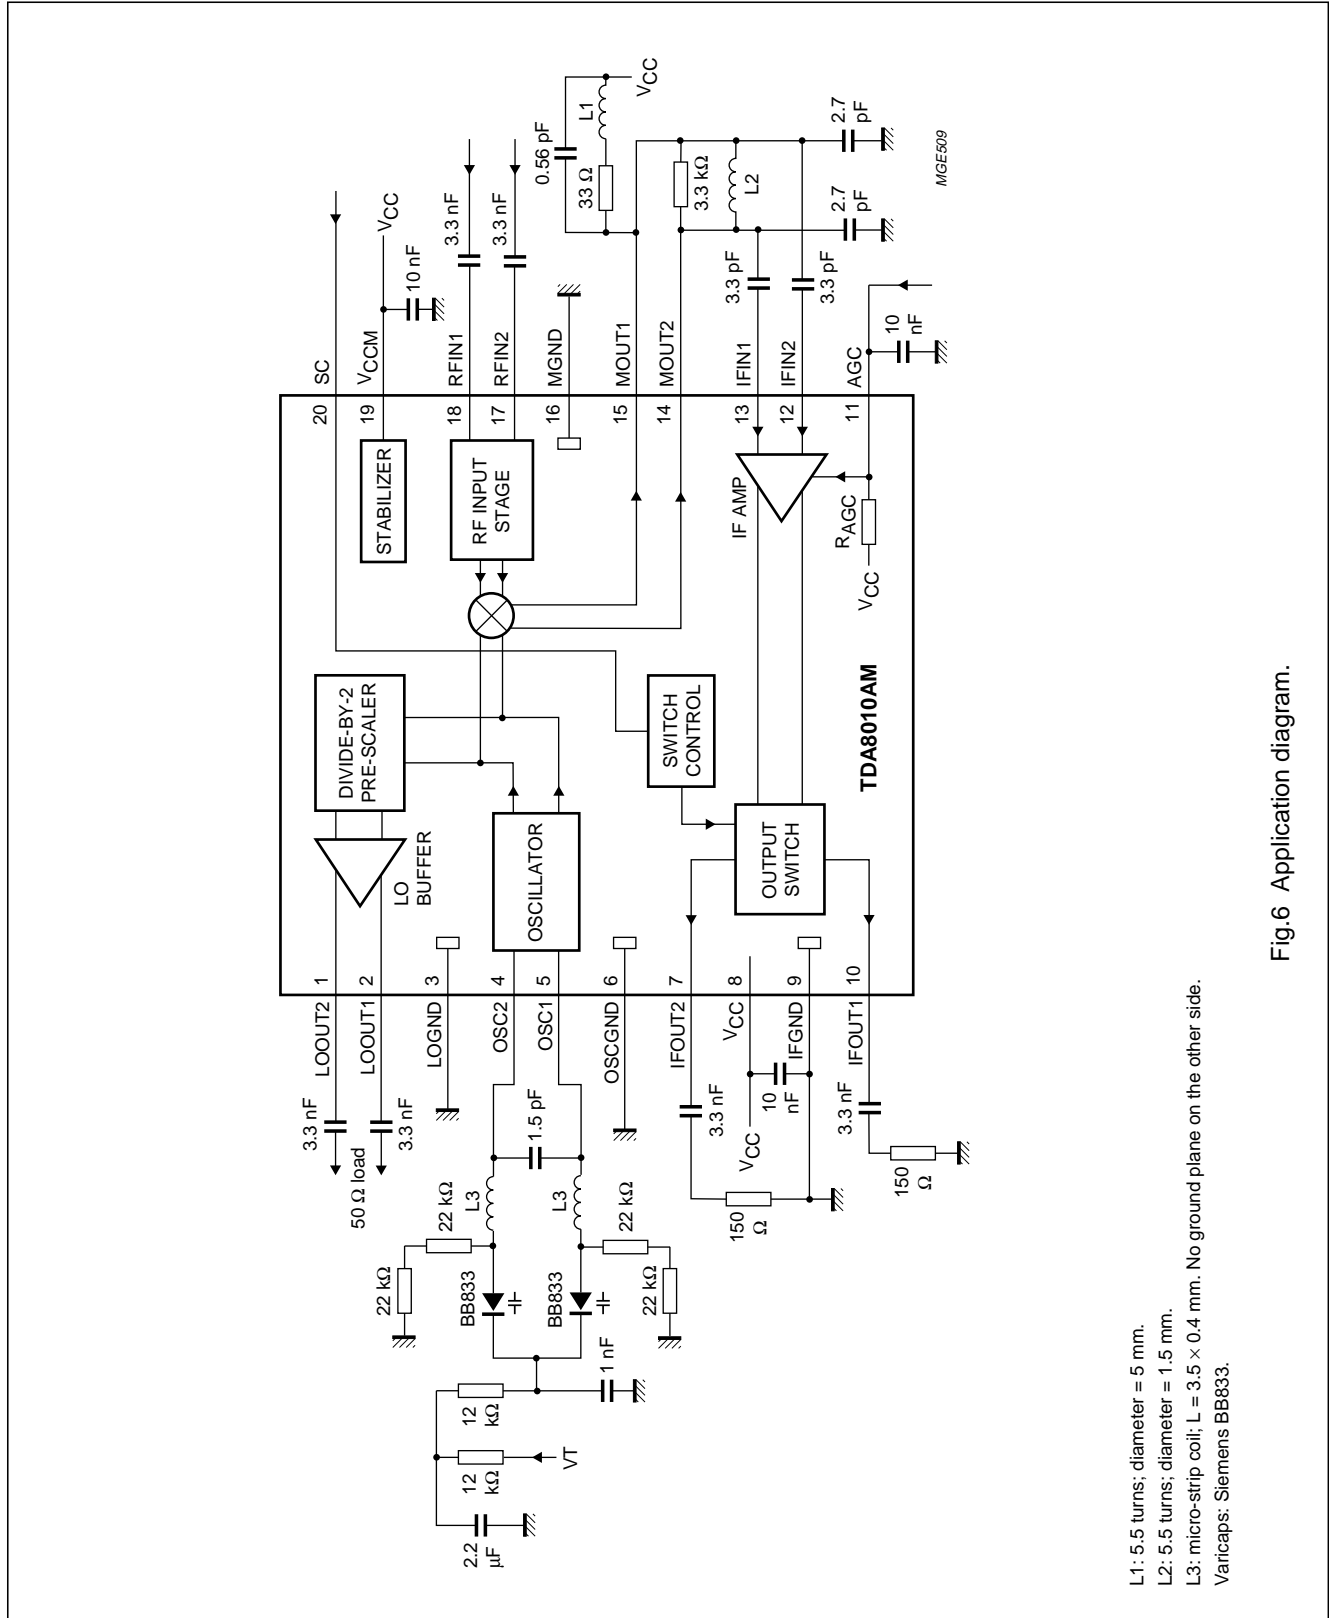 VCC
L1
0.56 pF
33 Ω
VCC
10 nF
3.3 nF
3.3 nF
3.3 kΩ
L2
2.7
pF
2.7
pF
MGE509
3.3 pF
3.3 pF
10
nF
SC
VCCM
RFIN1
RFIN2
MGND
MOUT1
MOUT2
IFIN1
IFIN2
AGC
20
19
18
17
16
15
14
13
12
11
STABILIZER
RF INPUT
STAGE
IF AMP
RAGC
VCC
DIVIDE-BY-2
PRE-SCALER
SWITCH
CONTROL
TDA8010AM
LO
BUFFER
OSCILLATOR
OUTPUT
SWITCH
1
2
3
4
5
6
7
8
9
10
LOOUT2
LOOUT1
LOGND
OSC2
OSC1
OSCGND
IFOUT2
VCC
IFGND
IFOUT1
3.3 nF
3.3 nF
50 Ω load
1.5 pF
3.3 nF
VCC
10
nF
3.3 nF
L3
L3
22 kΩ
22 kΩ
150
Ω
150
Ω
22 kΩ
BB833
BB833
22 kΩ
12
kΩ
1 nF
12
kΩ
VT
2.2
μF
L1: 5.5 turns; diameter = 5 mm.
L2: 5.5 turns; diameter = 1.5 mm.
L3: micro-strip coil; L = 3.5 × 0.4 mm. No ground plane on the other side.
Varicaps: Siemens BB833.
Fig.6 Application diagram.